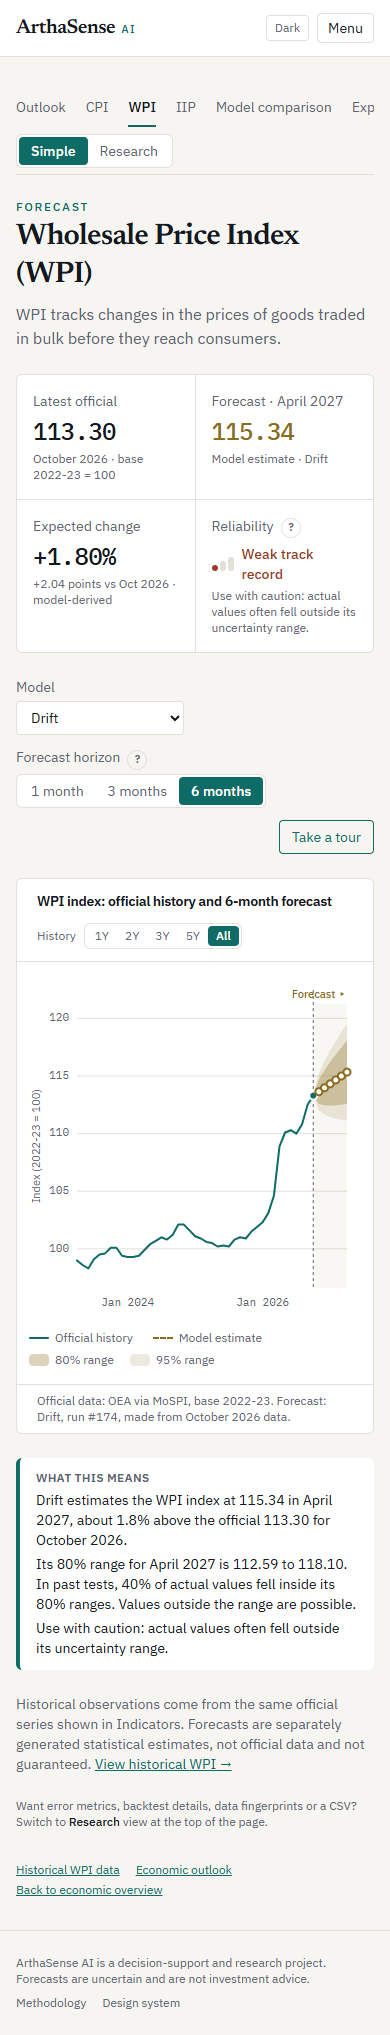 ArthaSense AI
Dark
Menu
Outlook CPI WPI IIP Model comparison Exp
Simple Research
FORECAST
Wholesale Price Index
(WPI)
WPI tracks changes in the prices of goods traded
in bulk before they reach consumers.
Latest official
113.30
October 2026 · base
2022-23 = 100
Forecast · April 2027
115.34
Model estimate · Drift
Expected change
+1.80%
+2.04 points vs Oct 2026 ·
model-derived
Reliability ?
Weak track
record
Use with caution: actual
values often fell outside its
uncertainty range.
Model
Drift
Forecast horizon ?
1 month 3 months 6 months
Take a tour
WPI index: official history and 6-month forecast
History 1Y 2Y 3Y 5Y All
Forecast ▸
120
115
110
105
100
Index (2022-23 = 100)
Jan 2024 Jan 2026
Official history Model estimate
80% range 95% range
Official data: OEA via MoSPI, base 2022-23. Forecast:
Drift, run #174, made from October 2026 data.
WHAT THIS MEANS
Drift estimates the WPI index at 115.34 in April
2027, about 1.8% above the official 113.30 for
October 2026.
Its 80% range for April 2027 is 112.59 to 118.10.
In past tests, 40% of actual values fell inside its
80% ranges. Values outside the range are possible.
Use with caution: actual values often fell outside
its uncertainty range.
Historical observations come from the same official
series shown in Indicators. Forecasts are separately
generated statistical estimates, not official data and not
guaranteed. View historical WPI →
Want error metrics, backtest details, data fingerprints or a CSV?
Switch to Research view at the top of the page.
Historical WPI data Economic outlook
Back to economic overview
ArthaSense AI is a decision-support and research project.
Forecasts are uncertain and are not investment advice.
Methodology Design system